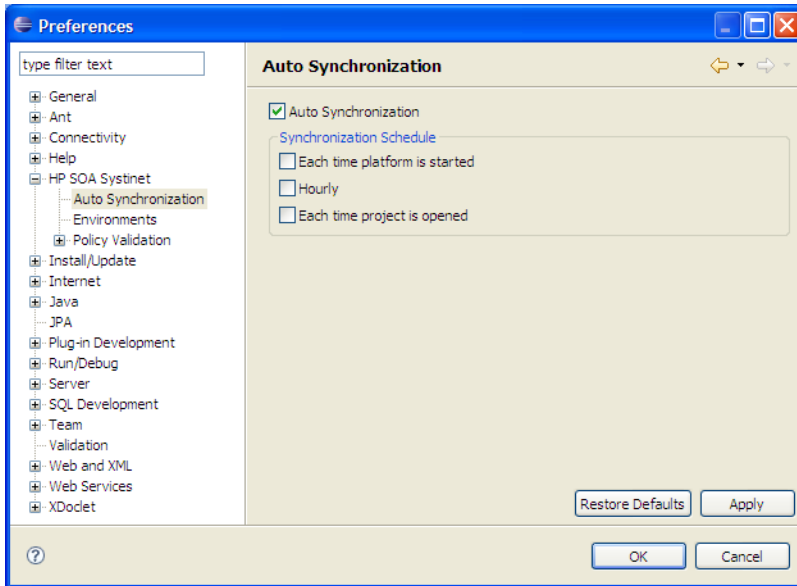 Preferences
type filter text
General
Ant
Connectivity
Help
HP SOA Systinet
Auto Synchronization
Environments
Policy Validation
Install/Update
Internet
Java
JPA
Plug-in Development
Run/Debug
Server
SQL Development
Team
Validation
Web and XML
Web Services
XDoclet
Auto Synchronization
Auto Synchronization
Synchronization Schedule
Each time platform is started
Hourly
Each time project is opened
Restore Defaults Apply
? OK Cancel